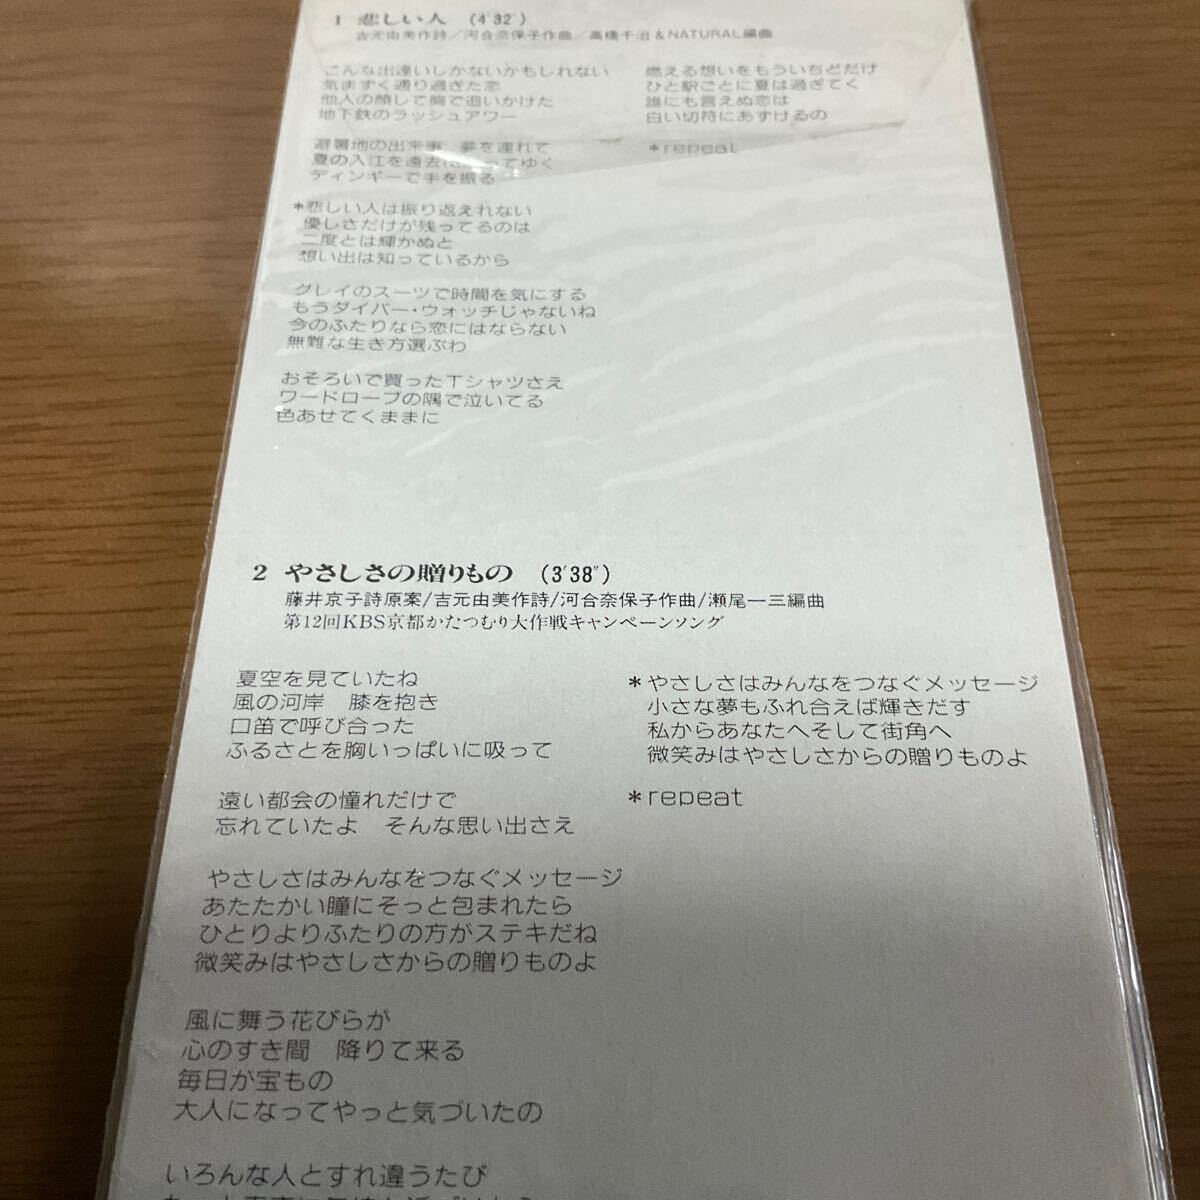 1 悲しい人 (4'32")
吉元由美作詩/河合奈保子作曲/高橋千治&NATURAL編曲
こんな出逢いしかないかもしれない
気まずく通り過ぎた恋
他人の顔して胸で追いかけた
地下鉄のラッシュアワー
避暑地の出来事 夢を連れて
夏の入江を遠去かってゆく
ディンギーで手を振る
*悲しい人は振り返えれない
優しさだけが残ってるのは
二度とは輝かぬと
想い出は知っているから
グレイのスーツで時間を気にする
もうダイバー・ウォッチじゃないね
今のふたりなら恋にはならない
無難な生き方選ぶわ
おそろいで買ったTシャツさえ
ワードローブの隅で泣いてる
色あせてくままに
燃える想いをもういちどだけ
ひと駅ごとに夏は過ぎてく
誰にも言えぬ恋は
白い切符にあずけるの
*repeat
2 やさしさの贈りもの (3'38")
藤井京子詩原案/吉元由美作詩/河合奈保子作曲/瀬尾一三編曲
第12回KBS京都かたつむり大作戦キャンペーンソング
夏空を見ていたね
風の河岸 膝を抱き
口笛で呼び合った
ふるさとを胸いっぱいに吸って
遠い都会の憧れだけで
忘れていたよ そんな思い出さえ
やさしさはみんなをつなぐメッセージ
あたたかい瞳にそっと包まれたら
ひとりよりふたりの方がステキだね
微笑みはやさしさからの贈りものよ
風に舞う花びらが
心のすき間 降りて来る
毎日が宝もの
大人になってやっと気づいたの
いろんな人とすれ違うたび
*やさしさはみんなをつなぐメッセージ
小さな夢もふれ合えば輝きだす
私からあなたへそして街角へ
微笑みはやさしさからの贈りものよ
*repeat